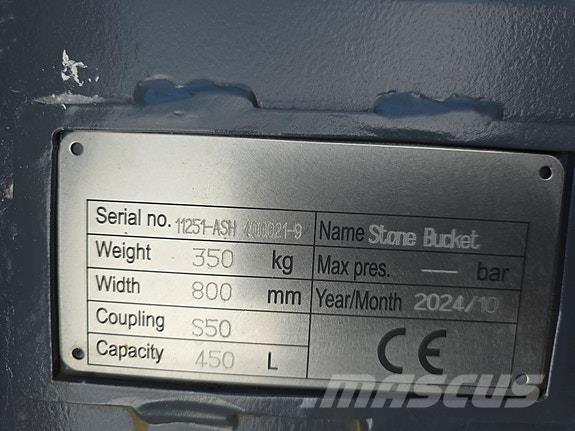 Serial no. 11251-ASH 400021-9 Name Stone Bucket
Weight 350 kg Max pres. — bar
Width 800 mm Year/Month 2024/10
Coupling S50
Capacity 450 L CE
MASCUS